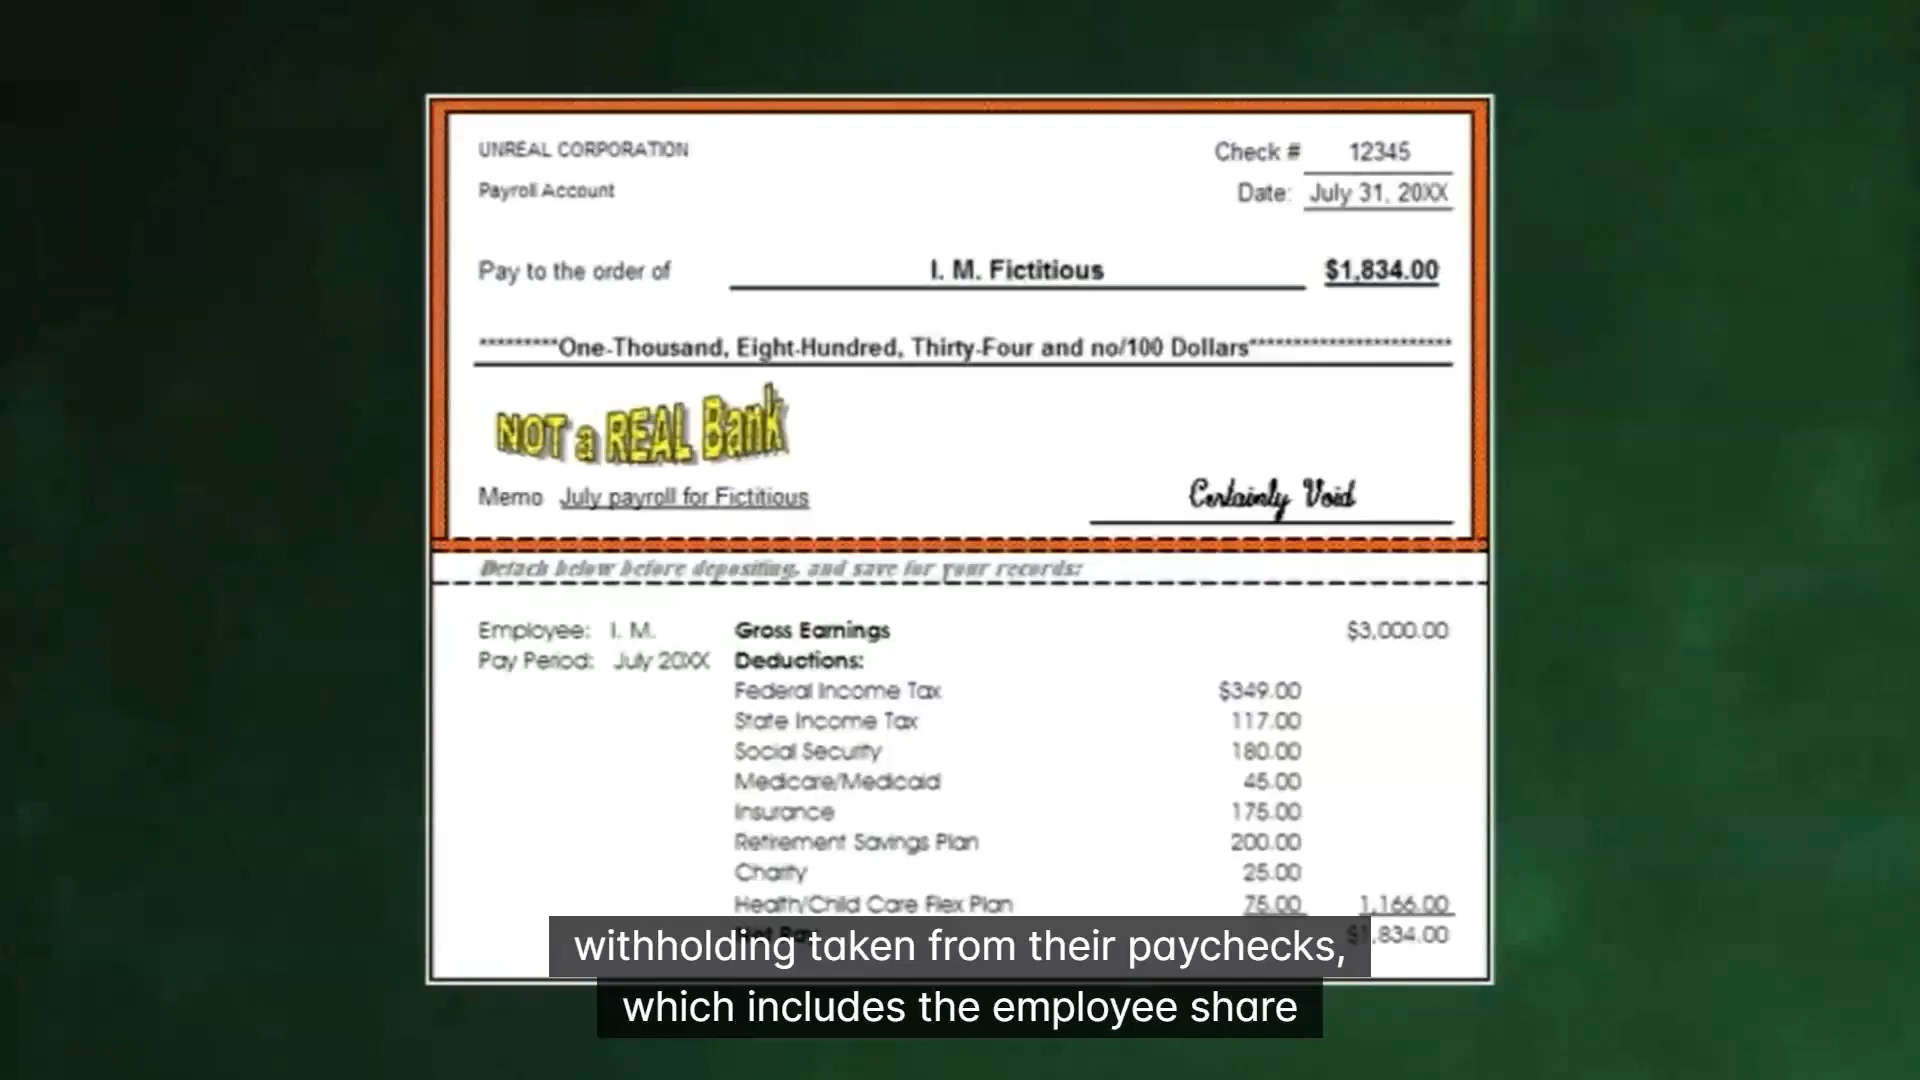 UNREAL CORPORATION
Check # 12345
Payroll Account
Date: July 31, 20XX
Pay to the order of I. M. Fictitious $1,834.00
*********One-Thousand, Eight-Hundred, Thirty-Four and no/100 Dollars***********************
NOT a REAL Bank
Memo July payroll for Fictitious
Certainly Void
Detach below before depositing, and save for your records:
Employee: I. M. Gross Earnings $3,000.00
Pay Period: July 20XX Deductions:
Federal Income Tax $349.00
State Income Tax 117.00
Social Security 180.00
Medicare/Medicaid 45.00
Insurance 175.00
Retirement Savings Plan 200.00
Charity 25.00
Health/Child Care Flex Plan 75.00 1,166.00
Net Pay $1,834.00
withholding taken from their paychecks,
which includes the employee share